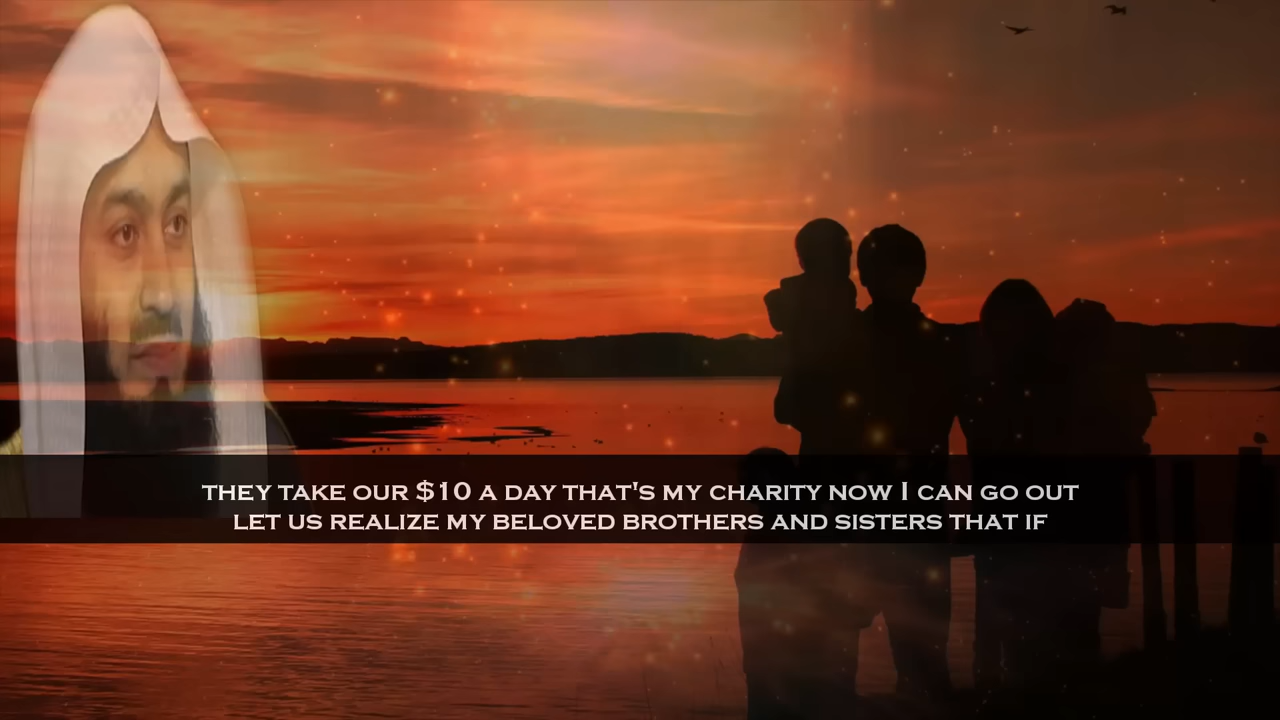 THEY TAKE OUR $10 A DAY THAT'S MY CHARITY NOW I CAN GO OUT
LET US REALIZE MY BELOVED BROTHERS AND SISTERS THAT IF